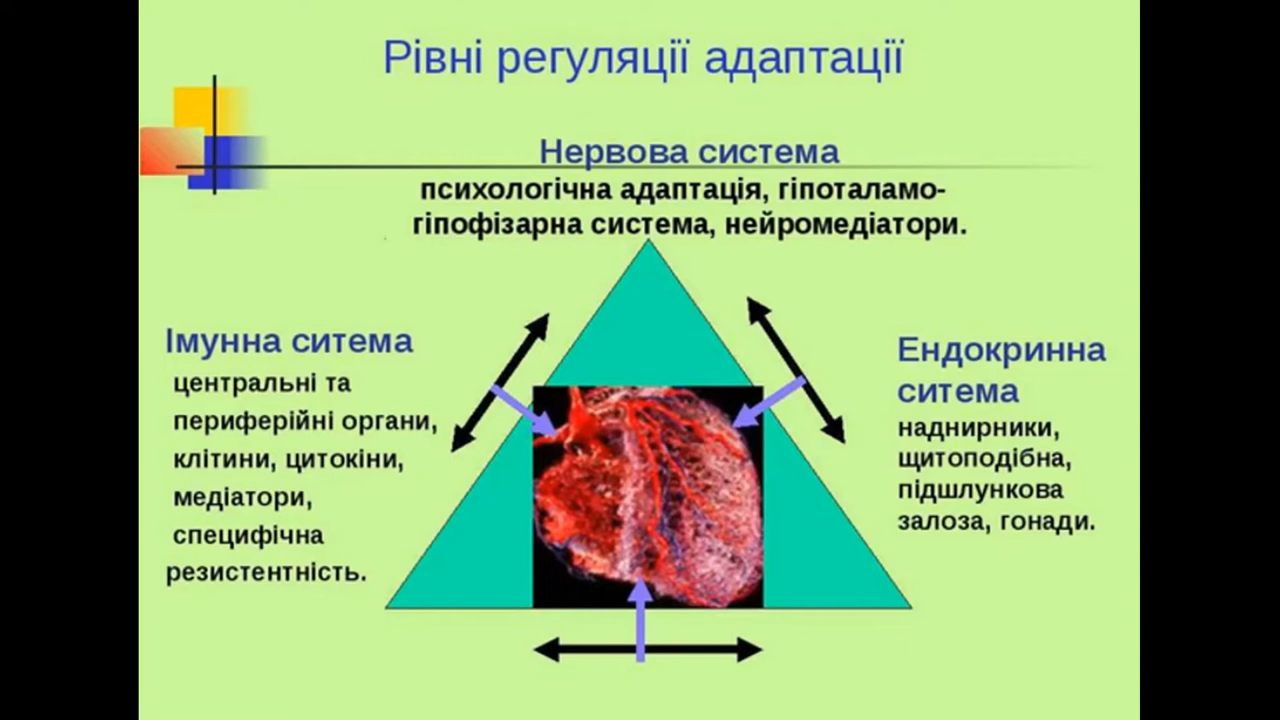 Рівні регуляції адаптації
Нервова система
психологічна адаптація, гіпоталамо-
гіпофізарна система, нейромедіатори.
Імунна ситема
центральні та
периферійні органи,
клітини, цитокіни,
медіатори,
специфічна
резистентність.
Ендокринна
ситема
наднирники,
щитоподібна,
підшлункова
залоза, гонади.